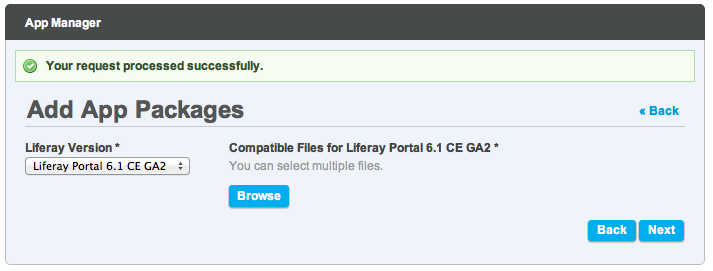 App Manager
Your request processed successfully.
Add App Packages
« Back
Liferay Version *
Compatible Files for Liferay Portal 6.1 CE GA2 *
Liferay Portal 6.1 CE GA2
You can select multiple files.
Browse
Back
Next